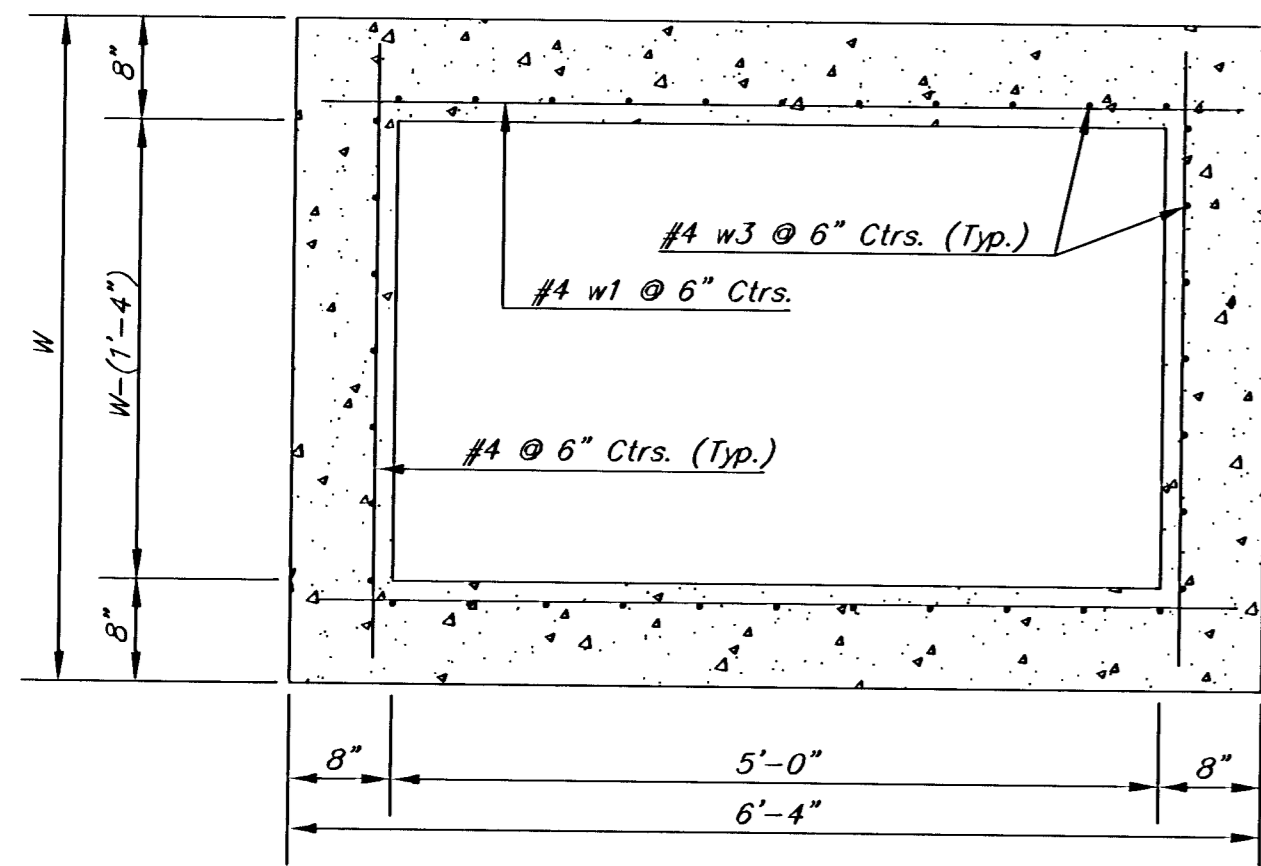 8"
#4 w3 @ 6" Ctrs. (Typ.)
#4 w1 @ 6" Ctrs.
W
W-(1'-4")
#4 @ 6" Ctrs. (Typ.)
8"
8"
5'-0"
8"
6'-4"